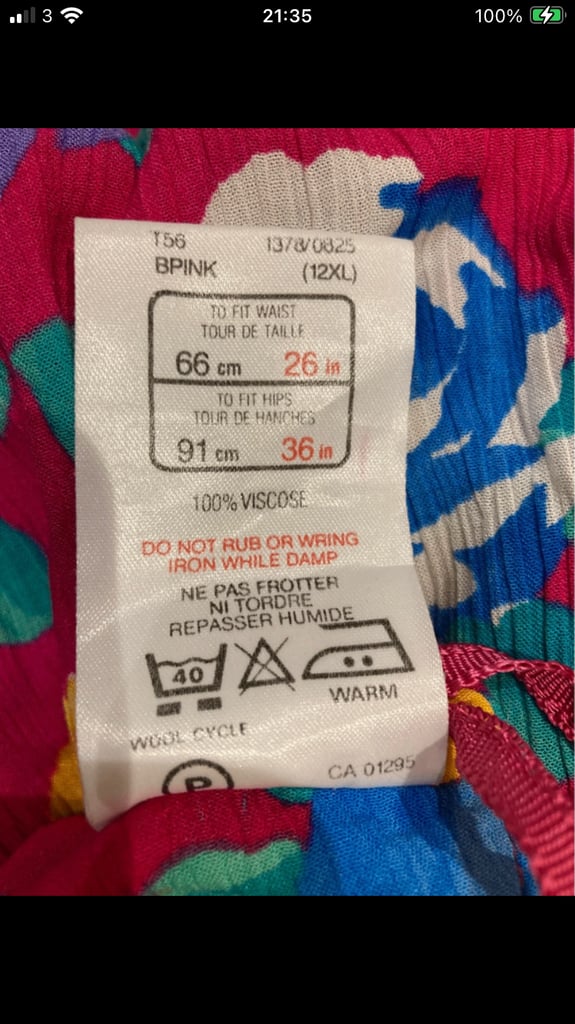 3
21:35
100%
T56 1378/0825
BPINK (12XL)
TO FIT WAIST
TOUR DE TAILLE
66 cm 26 in
TO FIT HIPS
TOUR DE HANCHES
91 cm 36 in
100% VISCOSE
DO NOT RUB OR WRING
IRON WHILE DAMP
NE PAS FROTTER
NI TORDRE
REPASSER HUMIDE
40
WARM
WOOL CYCLE
P
CA 01295